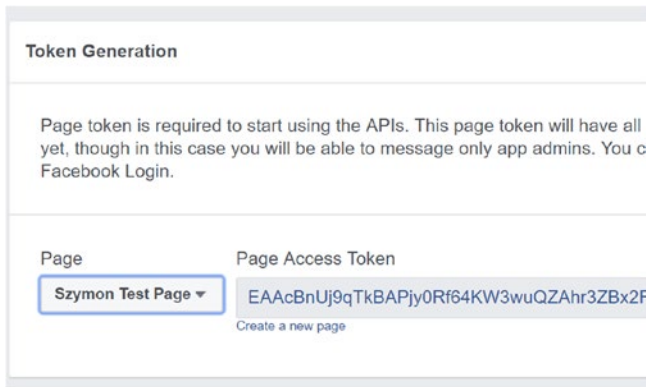 Token Generation
Page token is required to start using the APIs. This page token will have all
yet, though in this case you will be able to message only app admins. You c
Facebook Login.
Page Page Access Token
Szymon Test Page EAAcBnUj9qTkBAPjy0Rf64KW3wuQZAhr3ZBx2F
Create a new page